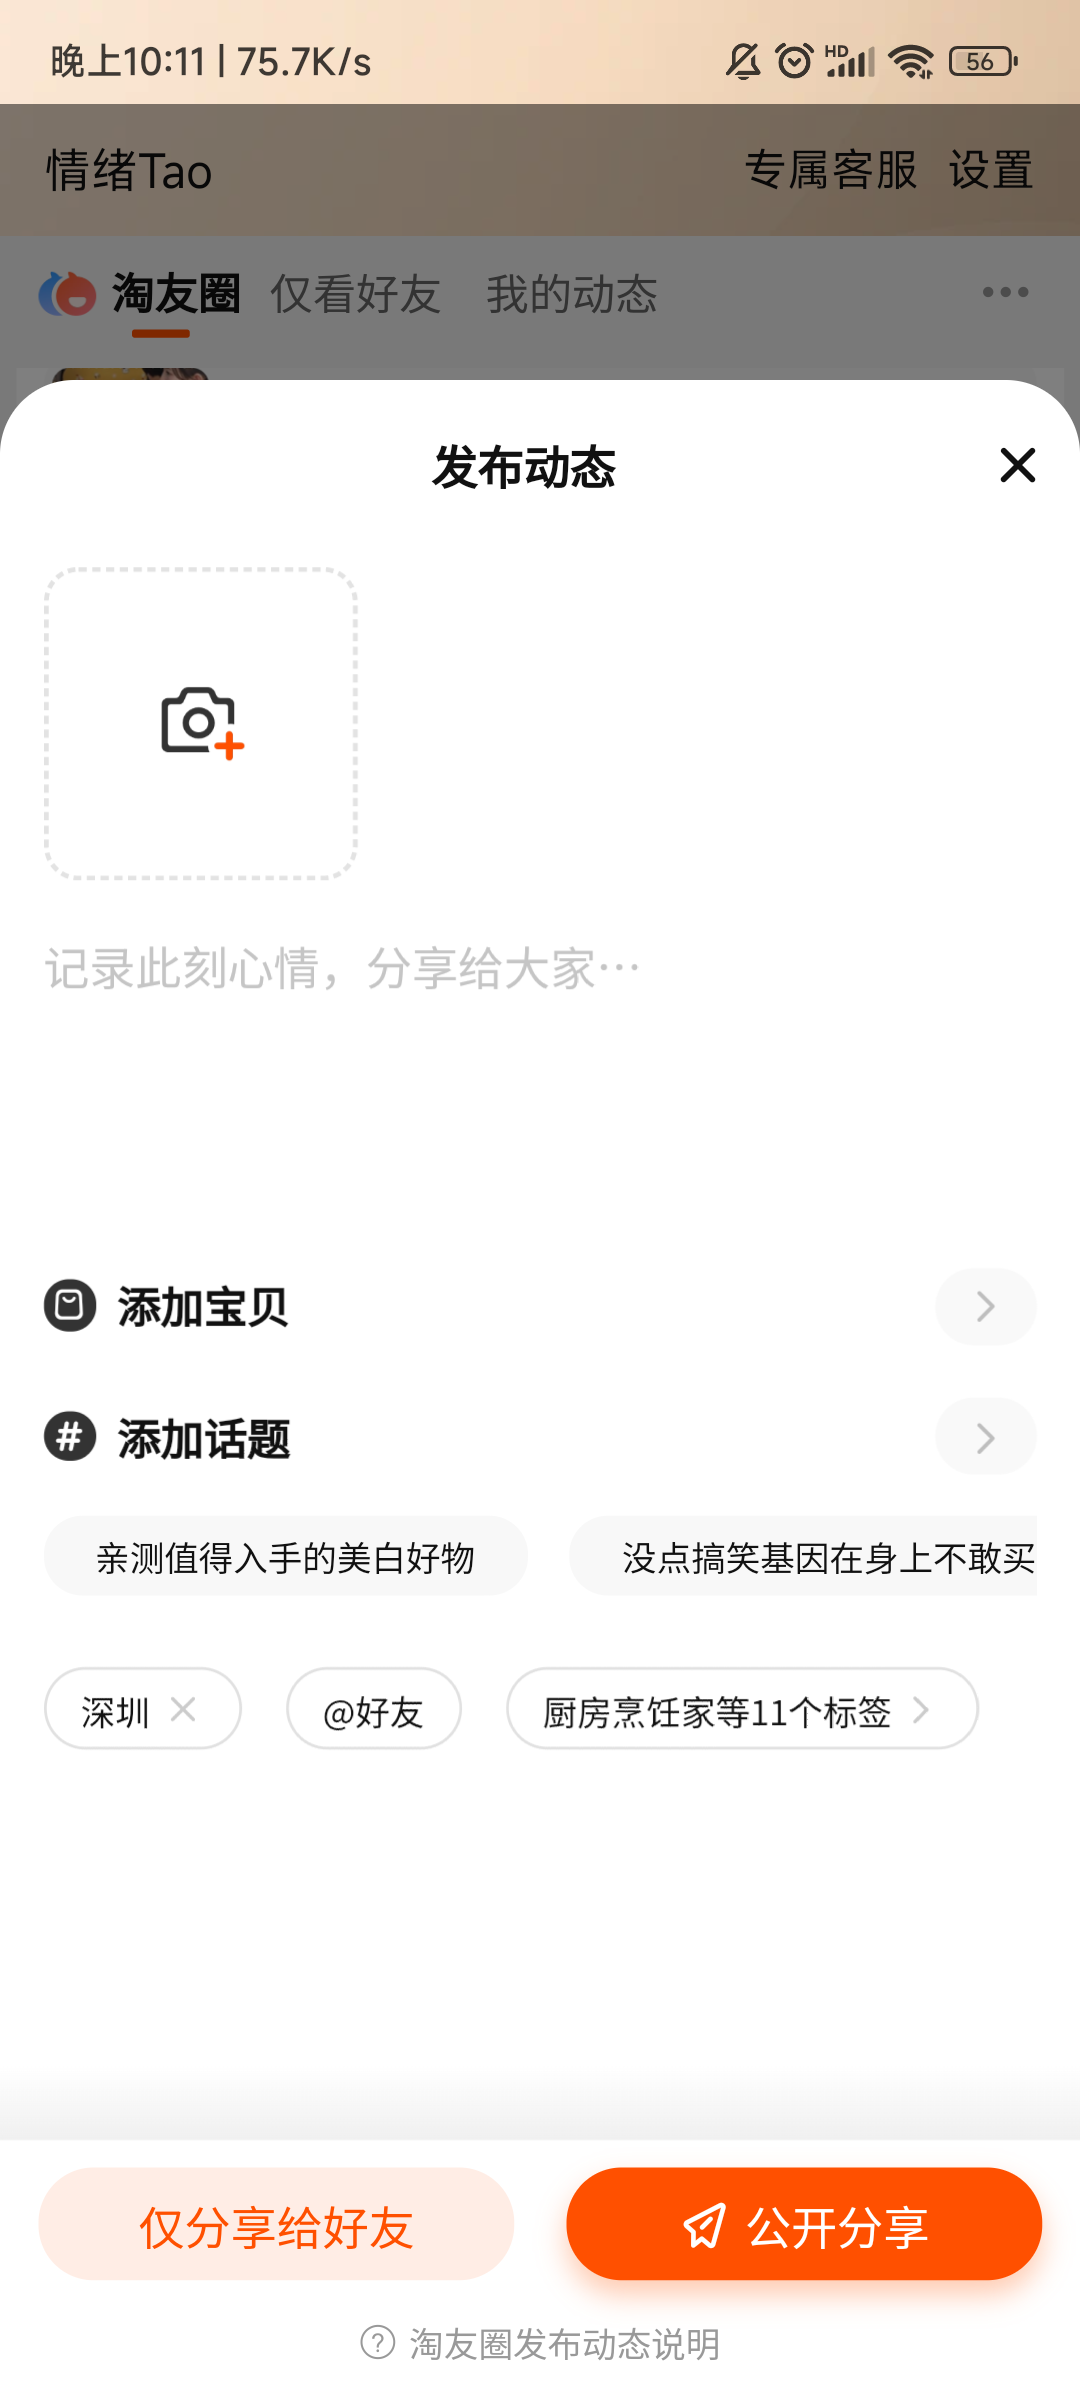 晚上10:11 | 75.7K/s
HD
56
情绪Tao 专属客服 设置
淘友圈 仅看好友 我的动态
发布动态
记录此刻心情，分享给大家…
添加宝贝
# 添加话题
亲测值得入手的美白好物 没点搞笑基因在身上不敢买
深圳 @好友 厨房烹饪家等11个标签
仅分享给好友 公开分享
? 淘友圈发布动态说明